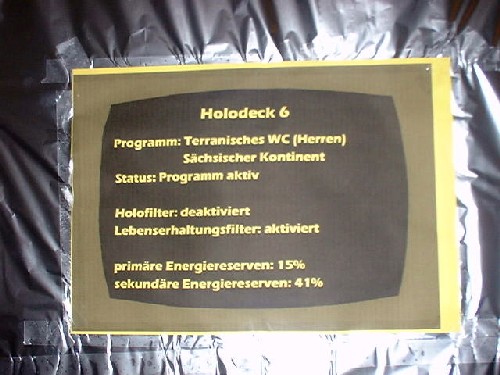 Holodeck 6
Programm: Terranisches WC (Herren)
Sächsischer Kontinent
Status: Programm aktiv
Holofilter: deaktiviert
Lebenserhaltungsfilter: aktiviert
primäre Energiereserven: 15%
sekundäre Energiereserven: 41%